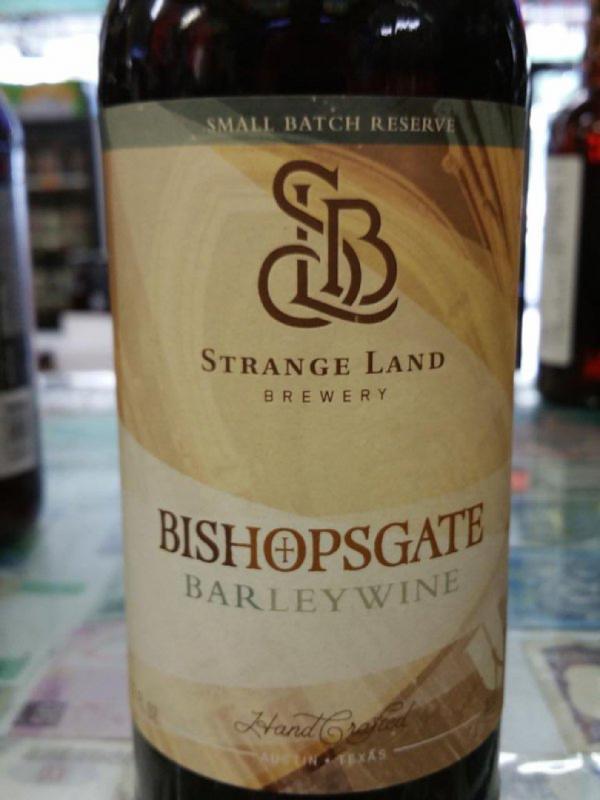 SMALL BATCH RESERVE
SLB
STRANGE LAND
BREWERY
BISHOPSGATE
BARLEYWINE
Hand Crafted
AUSTIN • TEXAS